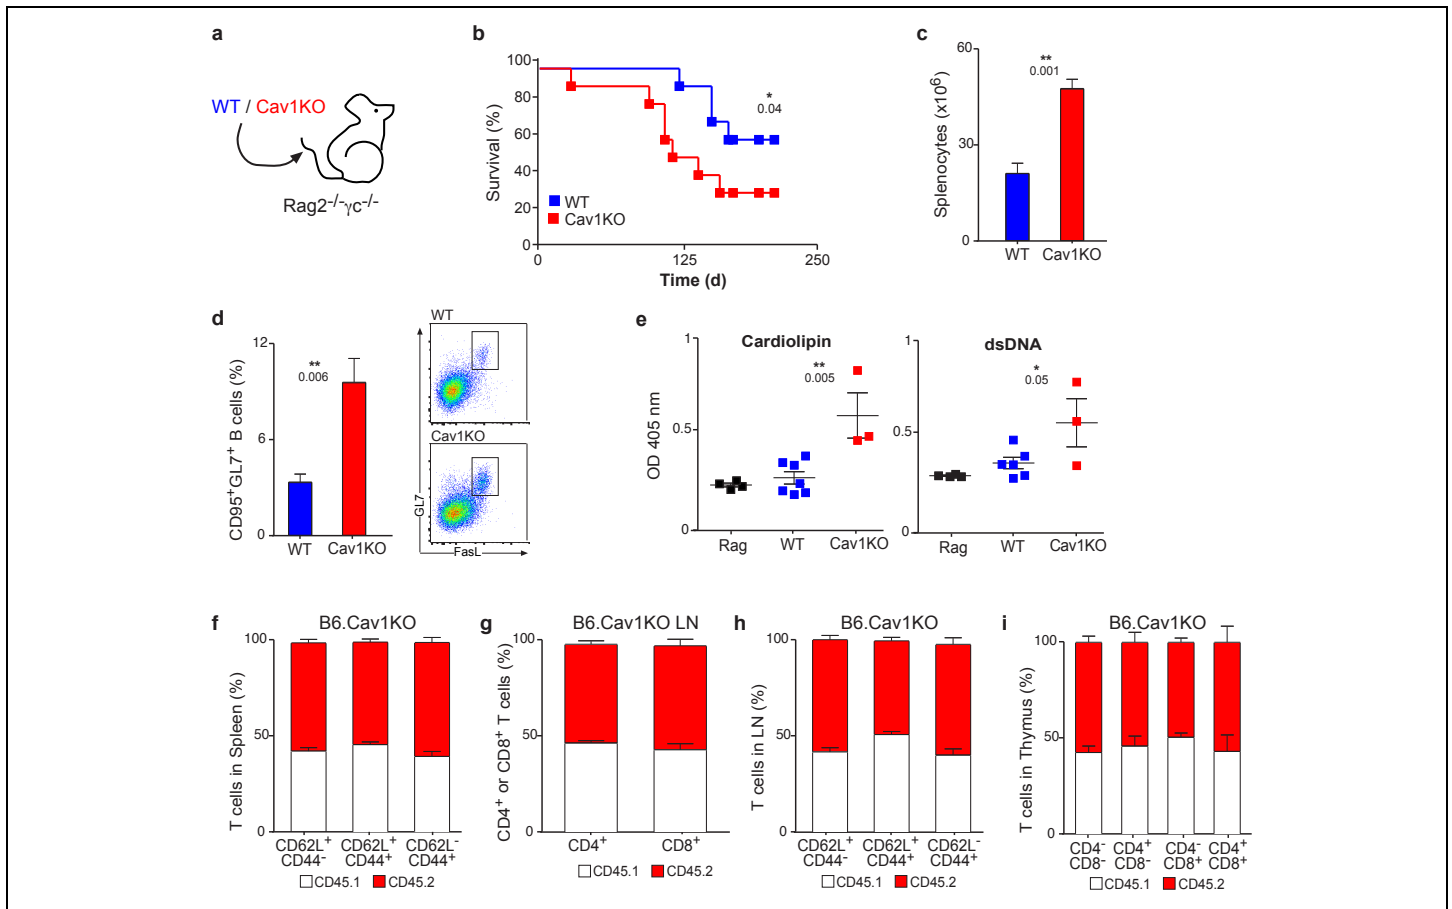 a
WT / Cav1KO
Rag2-/-γc-/-
b
Survival (%)
100
80
60
40
20
0
0
125
250
Time (d)
*
0.04
WT
Cav1KO
c
Splenocytes (x10⁶)
60
30
0
**
0.001
WT
Cav1KO
d
CD95⁺GL7⁺ B cells (%)
12
6
0
**
0.006
WT
Cav1KO
WT
Cav1KO
GL7
FasL
e
OD 405 nm
1
0.5
0
Cardiolipin
**
0.005
Rag
WT
Cav1KO
1
0.5
0
dsDNA
*
0.05
Rag
WT
Cav1KO
f
B6.Cav1KO
T cells in Spleen (%)
100
50
0
CD62L⁺ CD62L⁺ CD62L⁻
CD44⁻ CD44⁺ CD44⁺
CD45.1 CD45.2
g
B6.Cav1KO LN
CD4⁺ or CD8⁺ T cells (%)
100
50
0
CD4⁺ CD8⁺
CD45.1 CD45.2
h
B6.Cav1KO
T cells in LN (%)
100
50
0
CD62L⁺ CD62L⁺ CD62L⁻
CD44⁻ CD44⁺ CD44⁺
CD45.1 CD45.2
i
B6.Cav1KO
T cells in Thymus (%)
100
50
0
CD4⁻ CD4⁺ CD4⁻ CD4⁺
CD8⁻ CD8⁻ CD8⁺ CD8⁺
CD45.1 CD45.2